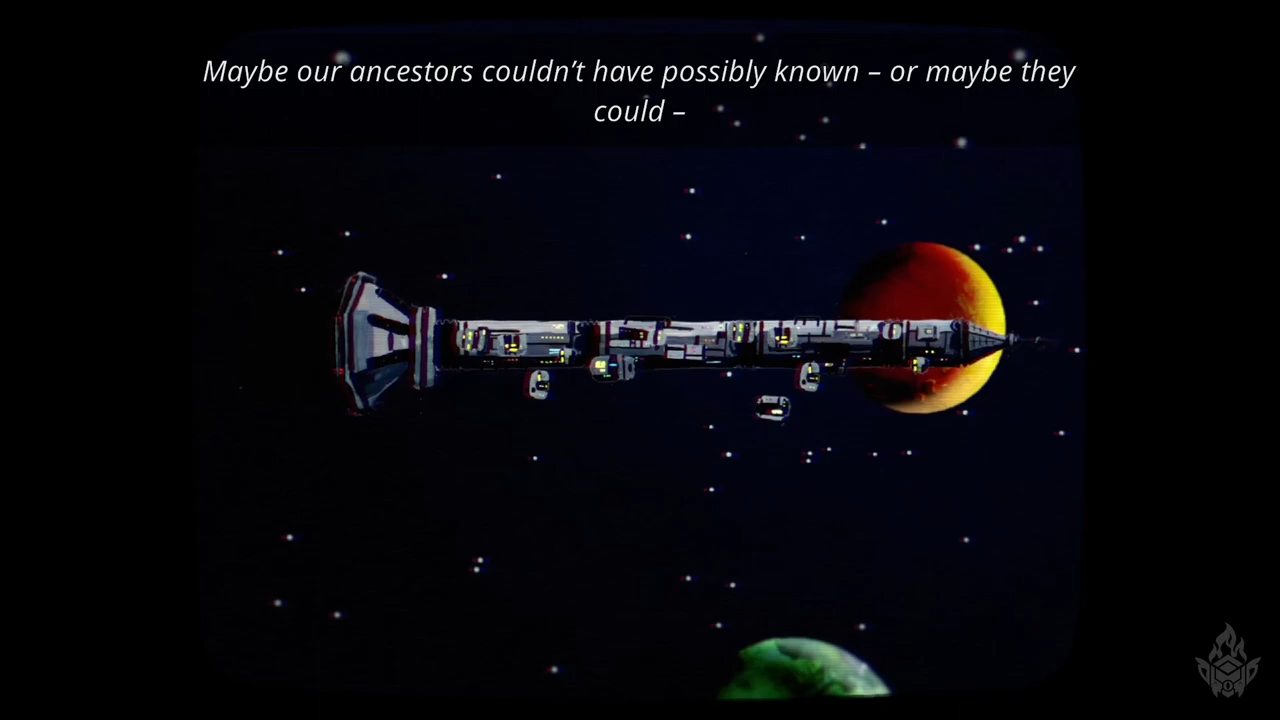 Maybe our ancestors couldn’t have possibly known – or maybe they
could –